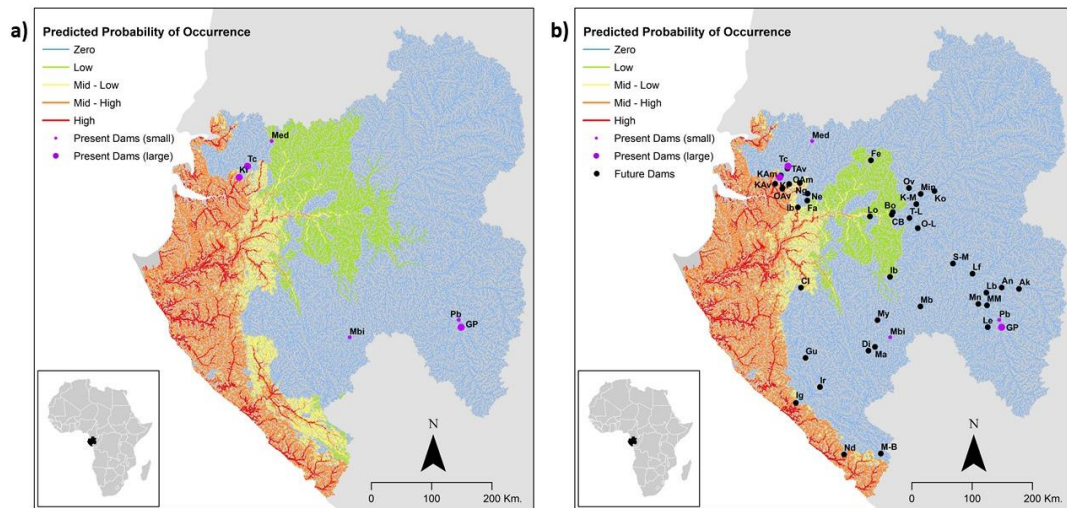 a)
Predicted Probability of Occurrence
Zero
Low
Mid - Low
Mid - High
High
Present Dams (small)
Present Dams (large)
Med
Tc
Pb
GP
Mbi
N
0 100 200 Km.
b)
Predicted Probability of Occurrence
Zero
Low
Mid - Low
Mid - High
High
Present Dams (small)
Present Dams (large)
Future Dams
Med
Fe
Tc
TAv
KAm
OAm
KAv
OAv
Ng
Ne
Ib
Fa
Ov
Min
Ko
K-M
Lo
Bo
T-L
CB
O-L
S-M
Lf
Ib
CI
An
Ak
Lb
Mn
MM
Mb
My
Pb
Le
GP
Mbi
Di
Ma
Gu
Ir
Ig
Nd
M-B
N
0 100 200 Km.